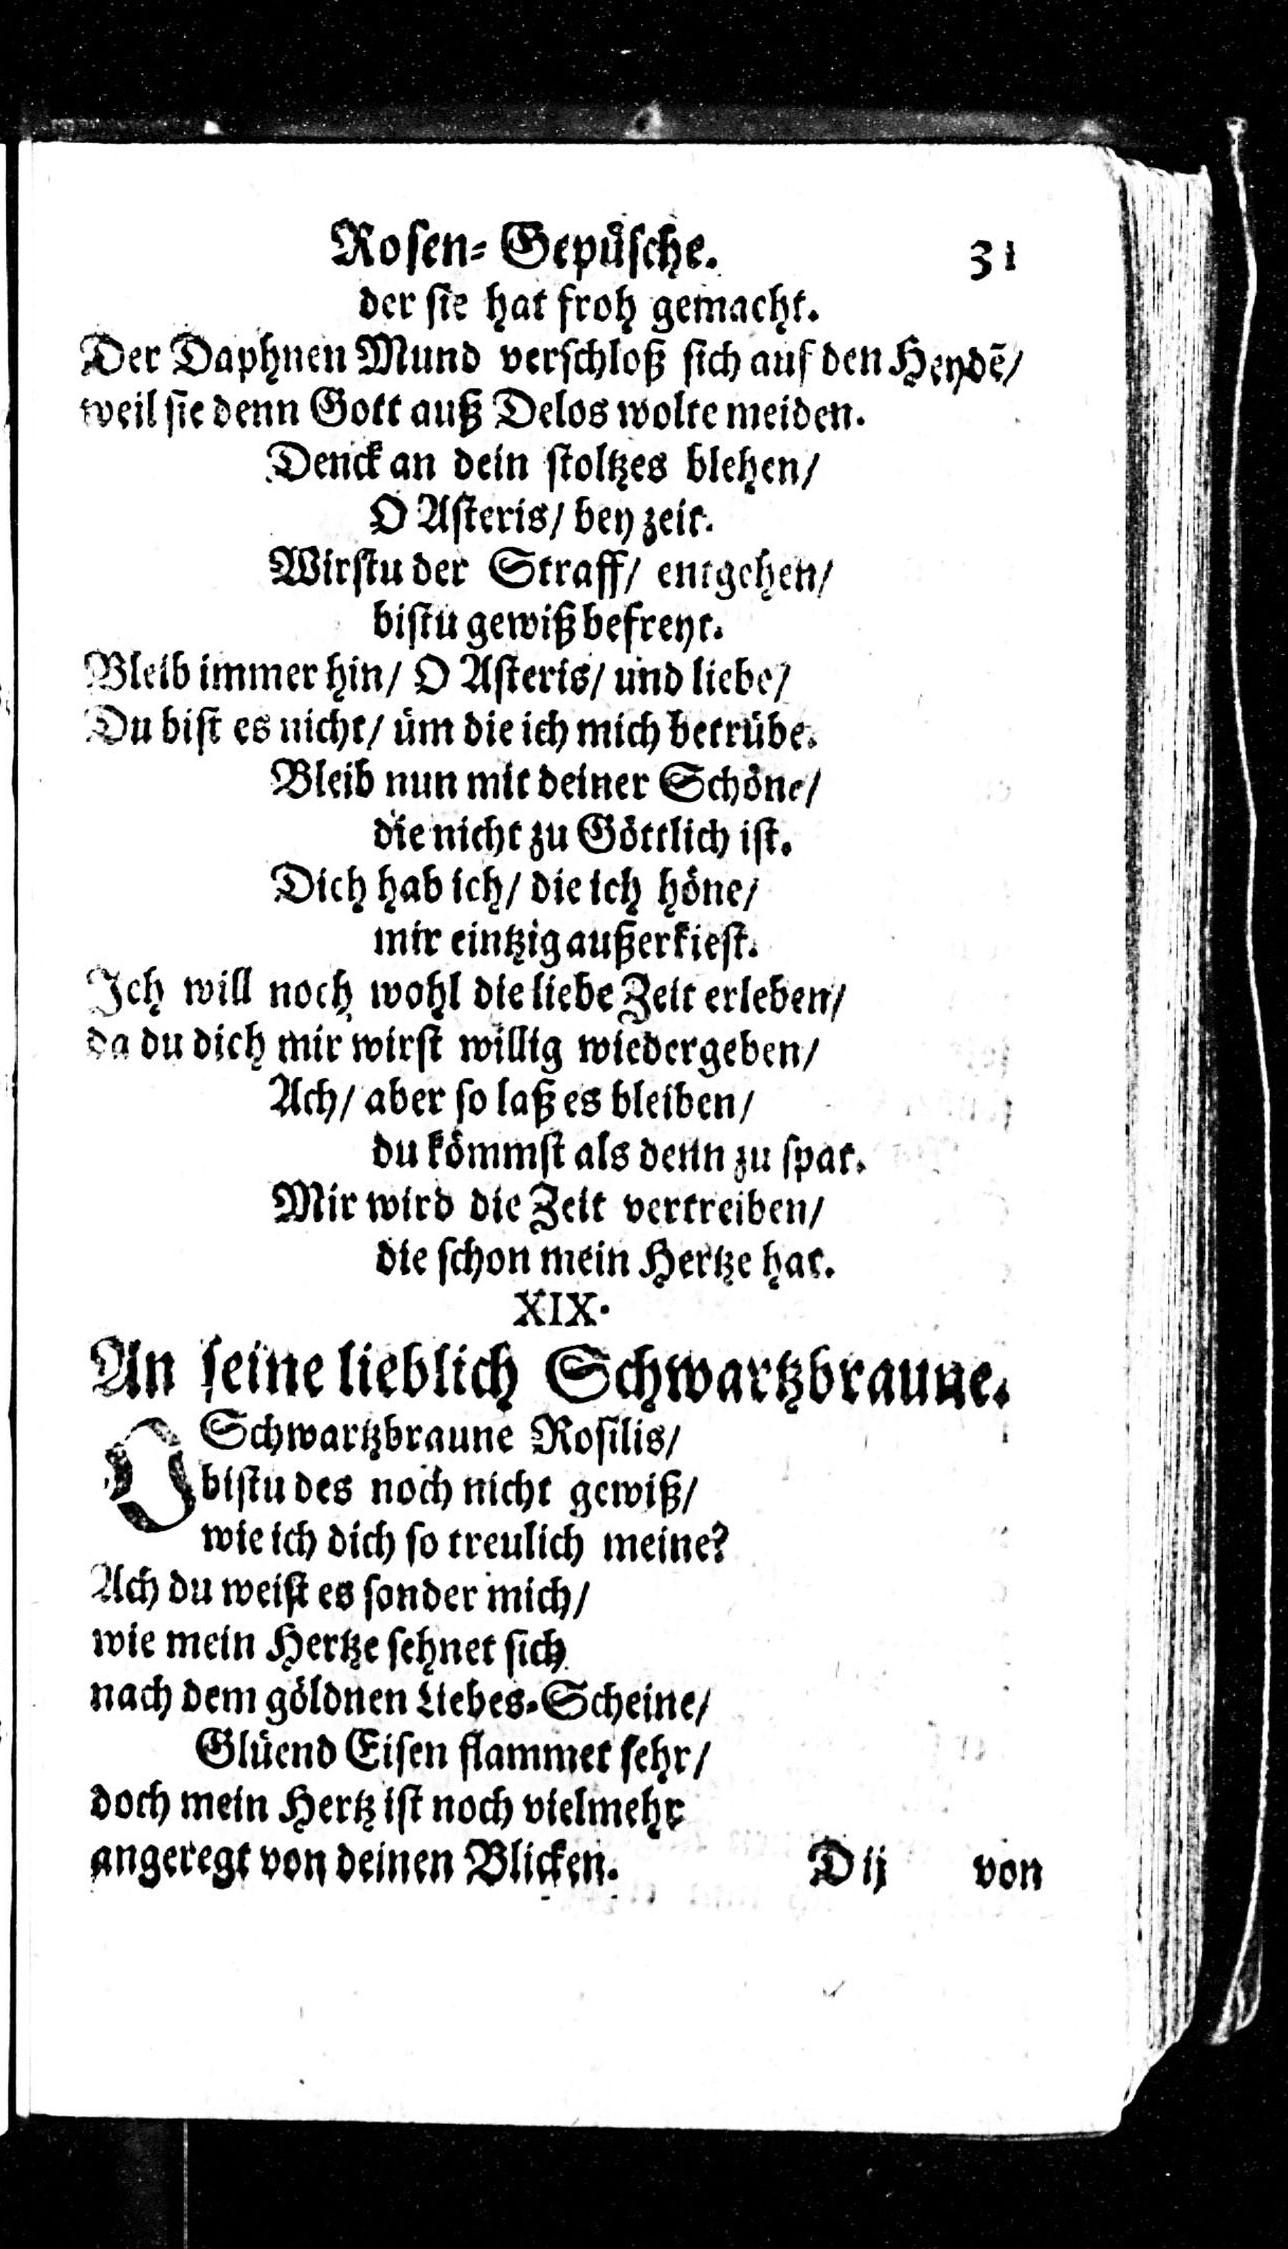 Rosen-Gepüsche. 31
der sie hat froh gemacht.
Der Daphnen Mund verschloß sich auf den Heydē/
weil sie denn Gott auß Delos wolte meiden.
Denck an dein stoltzes blehen/
O Asteris/ bey zeit.
Wirstu der Straff/ entgehen/
bistu gewiß befreyt.
Bleib immer hin/ O Asteris/ und liebe/
Du bist es nicht/ üm die ich mich betrübe.
Bleib nun mit deiner Schöne/
die nicht zu Göttlich ist.
Dich hab ich/ die ich höne/
mir eintzig außerkiest.
Ich will noch wohl die liebe Zeit erleben/
da du dich mir wirst willig wiedergeben/
Ach/ aber so laß es bleiben/
du kömmst als denn zu spat.
Mir wird die Zeit vertreiben/
die schon mein Hertze hat.
XIX.
An seine lieblich Schwartzbraune.
O Schwartzbraune Rosilis/
bistu des noch nicht gewiß/
wie ich dich so treulich meine?
Ach du weist es sonder mich/
wie mein Hertze sehnet sich
nach dem göldnen Liebes-Scheine/
Glüend Eisen flammet sehr/
doch mein Hertz ist noch vielmehr
angeregt von deinen Blicken.
Dij von